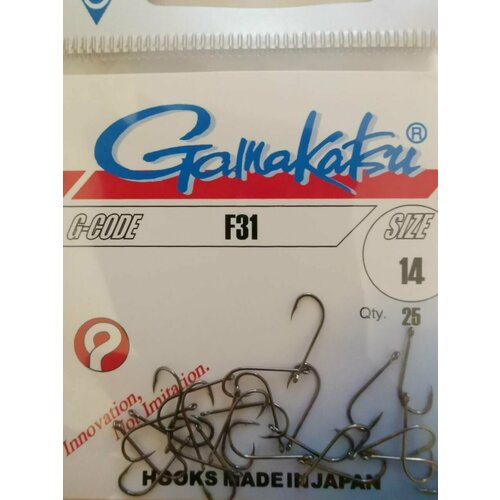 Gamakatsu®
G-CODE F31 SIZE
14
Qty. 25
Innovation,
Not Imitation.
HOOKS MADE IN JAPAN